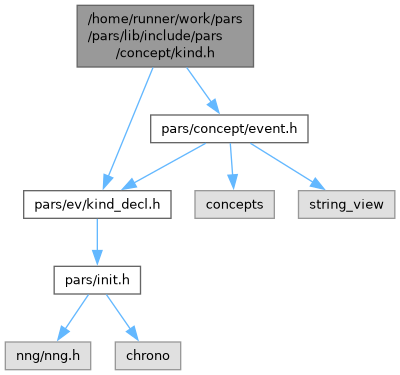 /home/runner/work/pars
/pars/lib/include/pars
/concept/kind.h
pars/concept/event.h
pars/ev/kind_decl.h
concepts
string_view
pars/init.h
nng/nng.h
chrono